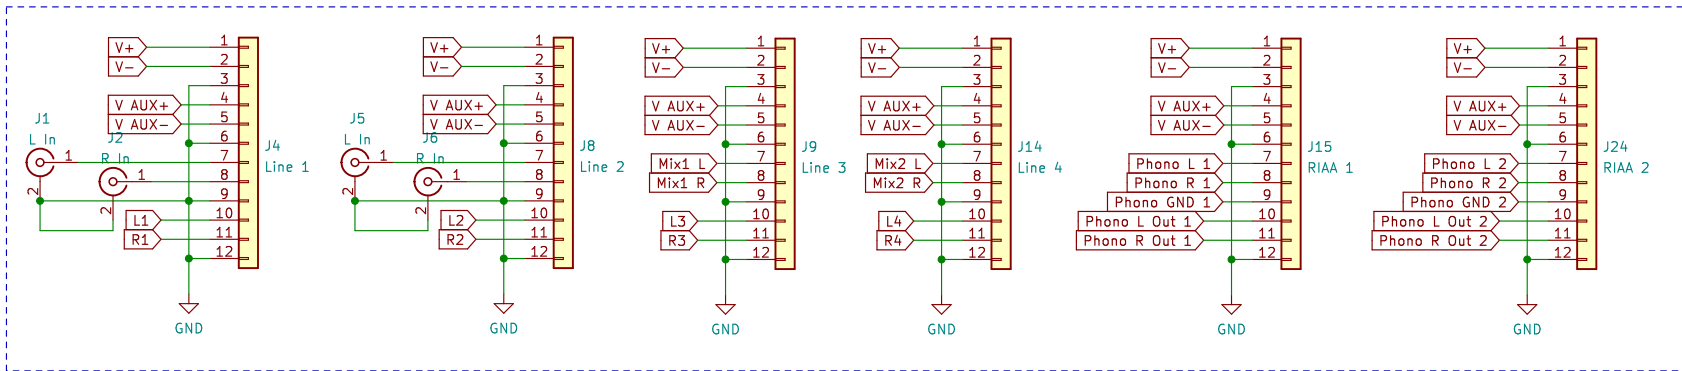 V+
1
V-
2
3
V AUX+
4
V AUX-
5
6
J1
L In
1
2
J2
R In
1
2
7
8
9
L1
10
R1
11
12
J4
Line 1
GND
V+
1
V-
2
3
V AUX+
4
V AUX-
5
6
J5
L In
1
2
J6
R In
1
2
7
8
9
L2
10
R2
11
12
J8
Line 2
GND
V+
1
V-
2
3
V AUX+
4
V AUX-
5
6
Mix1 L
7
Mix1 R
8
9
L3
10
R3
11
12
J9
Line 3
GND
V+
1
V-
2
3
V AUX+
4
V AUX-
5
6
Mix2 L
7
Mix2 R
8
9
L4
10
R4
11
12
J14
Line 4
GND
V+
1
V-
2
3
V AUX+
4
V AUX-
5
6
Phono L 1
7
Phono R 1
8
Phono GND 1
9
Phono L Out 1
10
Phono R Out 1
11
12
J15
RIAA 1
GND
V+
1
V-
2
3
V AUX+
4
V AUX-
5
6
Phono L 2
7
Phono R 2
8
Phono GND 2
9
Phono L Out 2
10
Phono R Out 2
11
12
J24
RIAA 2
GND